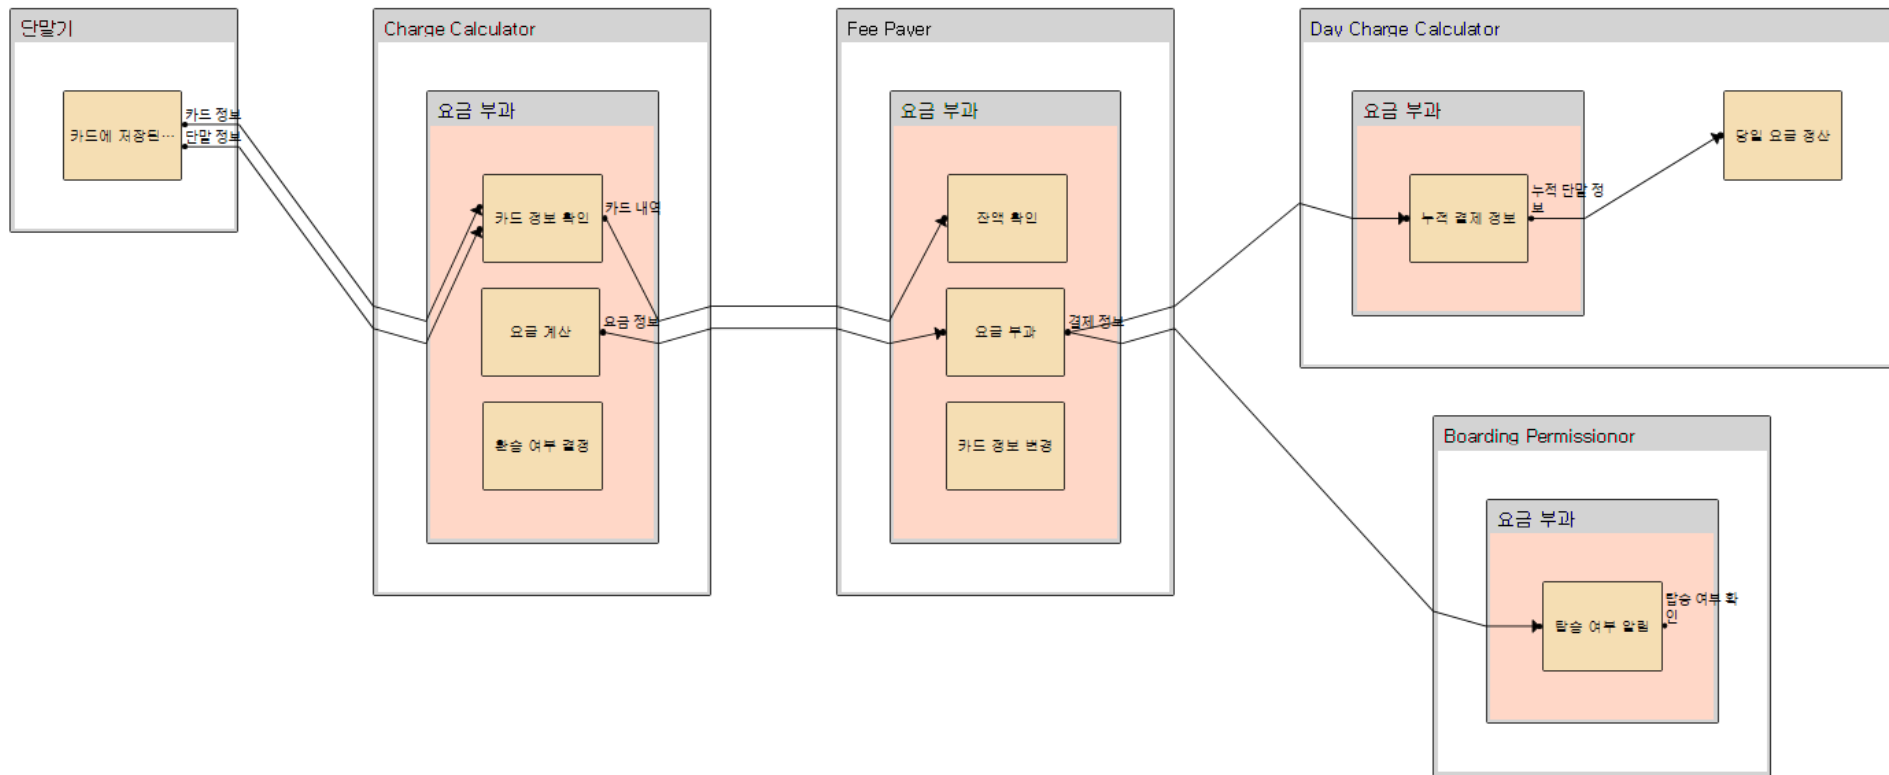 단말기
카드에 저장된…
카드 정보
단말 정보
Charge Calculator
요금 부과
카드 정보 확인
카드 내역
요금 계산
요금 정보
환승 여부 결정
Fee Payer
요금 부과
잔액 확인
요금 부과
결제 정보
카드 정보 변경
Day Charge Calculator
요금 부과
누적 결제 정보
누적 단말 정
보
당일 요금 정산
Boarding Permissionor
요금 부과
탑승 여부 알림
탑승 여부 확
인